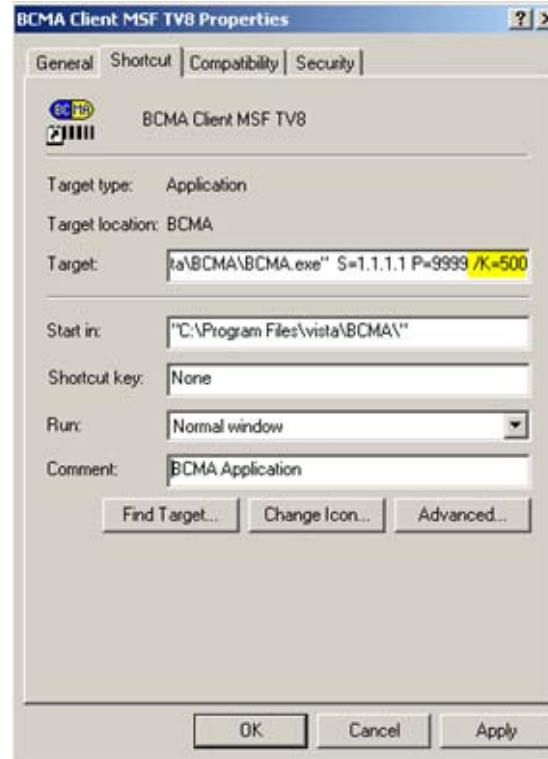 BCMA Client MSF TV8 Properties
General Shortcut Compatibility Security
BC MA
BCMA Client MSF TV8
Target type: Application
Target location: BCMA
Target: ta\BCMA\BCMA.exe" S=1.1.1.1 P=9999 /K=500
Start in: "C:\Program Files\vista\BCMA\"
Shortcut key: None
Run: Normal window
Comment: BCMA Application
Find Target... Change Icon... Advanced...
OK Cancel Apply